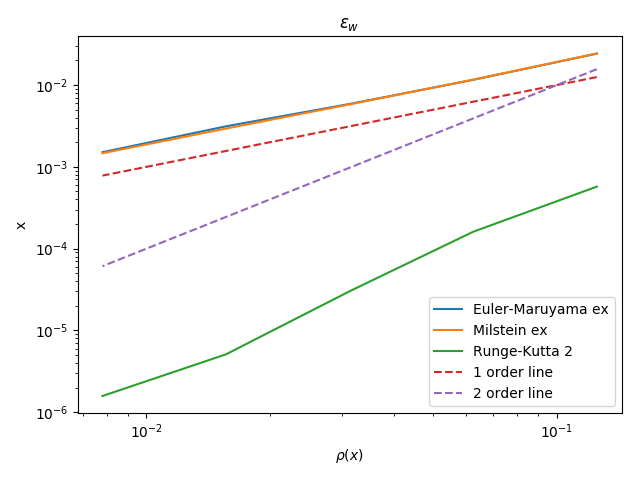 ε_w
10⁻²
10⁻³
10⁻⁴
10⁻⁵
10⁻⁶
x
Euler-Maruyama ex
Milstein ex
Runge-Kutta 2
1 order line
2 order line
10⁻²
10⁻¹
ρ(x)